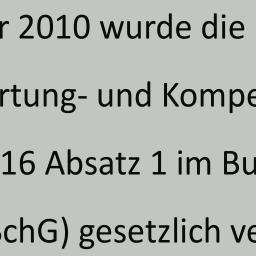 r 2010 wurde die
rtung- und Kompe
16 Absatz 1 im Bu
SchG) gesetzlich ve